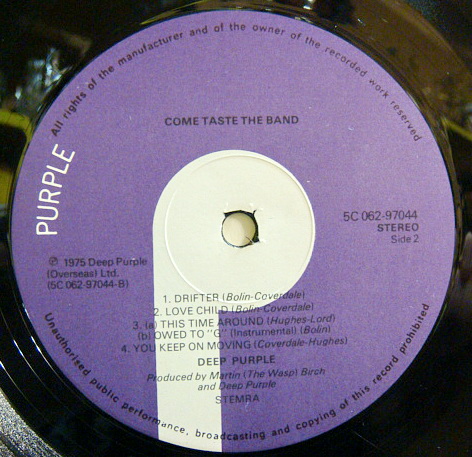 All rights of the manufacturer and of the owner of the recorded work reserved
COME TASTE THE BAND
PURPLE
5C 062-97044
STEREO
Side 2
℗ 1975 Deep Purple
(Overseas) Ltd.
(5C 062-97044-B)
1. DRIFTER (Bolin-Coverdale)
2. LOVE CHILD (Bolin-Coverdale)
3. (a) THIS TIME AROUND (Hughes-Lord)
(b) OWED TO "G" (Instrumental) (Bolin)
4. YOU KEEP ON MOVING (Coverdale-Hughes)
DEEP PURPLE
Produced by Martin (The Wasp) Birch
and Deep Purple
STEMRA
Unauthorised public performance, broadcasting and copying of this record prohibited